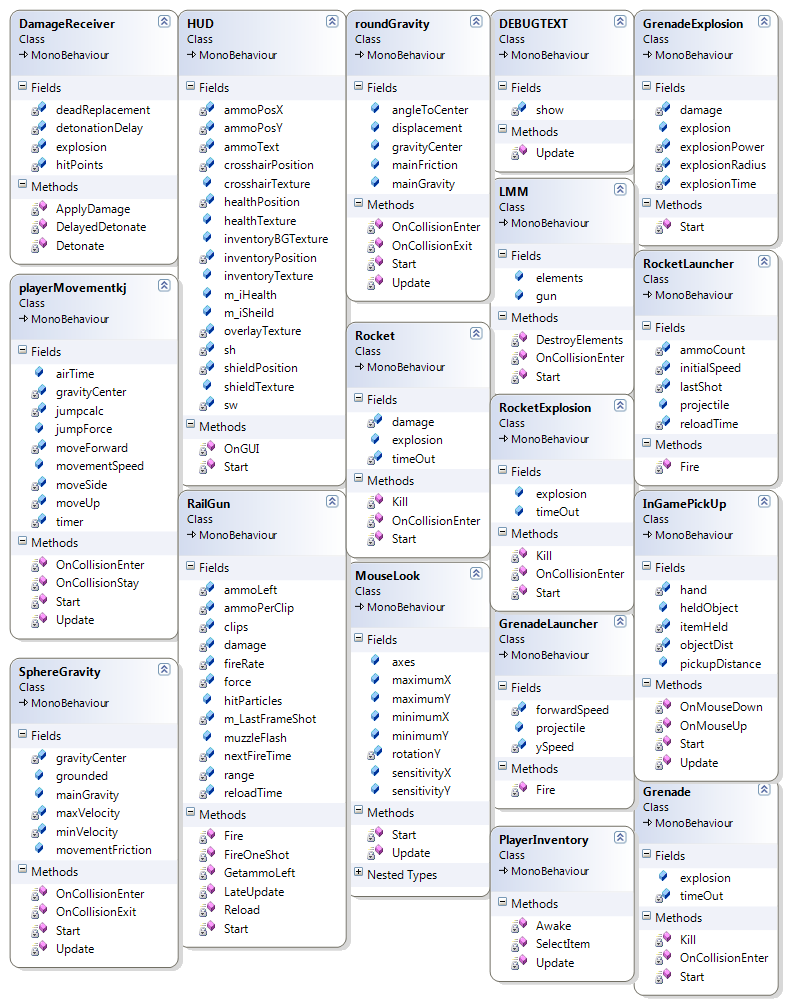 DamageReceiver
Class
MonoBehaviour
Fields
deadReplacement
detonationDelay
explosion
hitPoints
Methods
ApplyDamage
DelayedDetonate
Detonate
playerMovementkj
Class
MonoBehaviour
Fields
airTime
gravityCenter
jumpcalc
jumpForce
moveForward
movementSpeed
moveSide
moveUp
timer
Methods
OnCollisionEnter
OnCollisionStay
Start
Update
SphereGravity
Class
MonoBehaviour
Fields
gravityCenter
grounded
mainGravity
maxVelocity
minVelocity
movementFriction
Methods
OnCollisionEnter
OnCollisionExit
Start
Update
HUD
Class
MonoBehaviour
Fields
ammoPosX
ammoPosY
ammoText
crosshairPosition
crosshairTexture
healthPosition
healthTexture
inventoryBGTexture
inventoryPosition
inventoryTexture
m_iHealth
m_iSheild
overlayTexture
sh
shieldPosition
shieldTexture
sw
Methods
OnGUI
Start
RailGun
Class
MonoBehaviour
Fields
ammoLeft
ammoPerClip
clips
damage
fireRate
force
hitParticles
m_LastFrameShot
muzzleFlash
nextFireTime
range
reloadTime
Methods
Fire
FireOneShot
GetammoLeft
LateUpdate
Reload
Start
roundGravity
Class
MonoBehaviour
Fields
angleToCenter
displacement
gravityCenter
mainFriction
mainGravity
Methods
OnCollisionEnter
OnCollisionExit
Start
Update
Rocket
Class
MonoBehaviour
Fields
damage
explosion
timeOut
Methods
Kill
OnCollisionEnter
Start
MouseLook
Class
MonoBehaviour
Fields
axes
maximumX
maximumY
minimumX
minimumY
rotationY
sensitivityX
sensitivityY
Methods
Start
Update
Nested Types
DEBUGTEXT
Class
MonoBehaviour
Fields
show
Methods
Update
LMM
Class
MonoBehaviour
Fields
elements
gun
Methods
DestroyElements
OnCollisionEnter
Start
RocketExplosion
Class
MonoBehaviour
Fields
explosion
timeOut
Methods
Kill
OnCollisionEnter
Start
GrenadeLauncher
Class
MonoBehaviour
Fields
forwardSpeed
projectile
ySpeed
Methods
Fire
PlayerInventory
Class
MonoBehaviour
Methods
Awake
SelectItem
Update
GrenadeExplosion
Class
MonoBehaviour
Fields
damage
explosion
explosionPower
explosionRadius
explosionTime
Methods
Start
RocketLauncher
Class
MonoBehaviour
Fields
ammoCount
initialSpeed
lastShot
projectile
reloadTime
Methods
Fire
InGamePickUp
Class
MonoBehaviour
Fields
hand
heldObject
itemHeld
objectDist
pickupDistance
Methods
OnMouseDown
OnMouseUp
Start
Update
Grenade
Class
MonoBehaviour
Fields
explosion
timeOut
Methods
Kill
OnCollisionEnter
Start